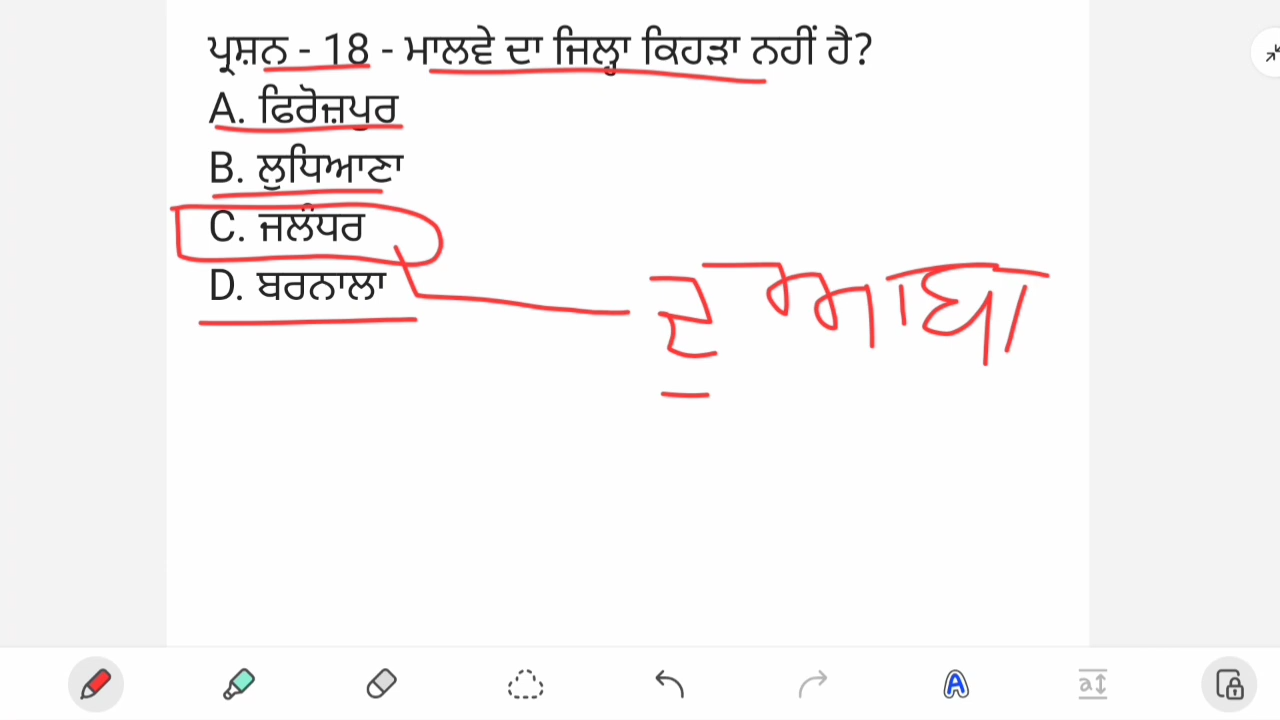 ਪ੍ਰਸ਼ਨ - 18 - ਮਾਲਵੇ ਦਾ ਜਿਲ੍ਹਾ ਕਿਹੜਾ ਨਹੀਂ ਹੈ?
A. ਫਿਰੋਜ਼ਪੁਰ
B. ਲੁਧਿਆਣਾ
C. ਜਲੰਧਰ
D. ਬਰਨਾਲਾ
ਦੁਆਬਾ